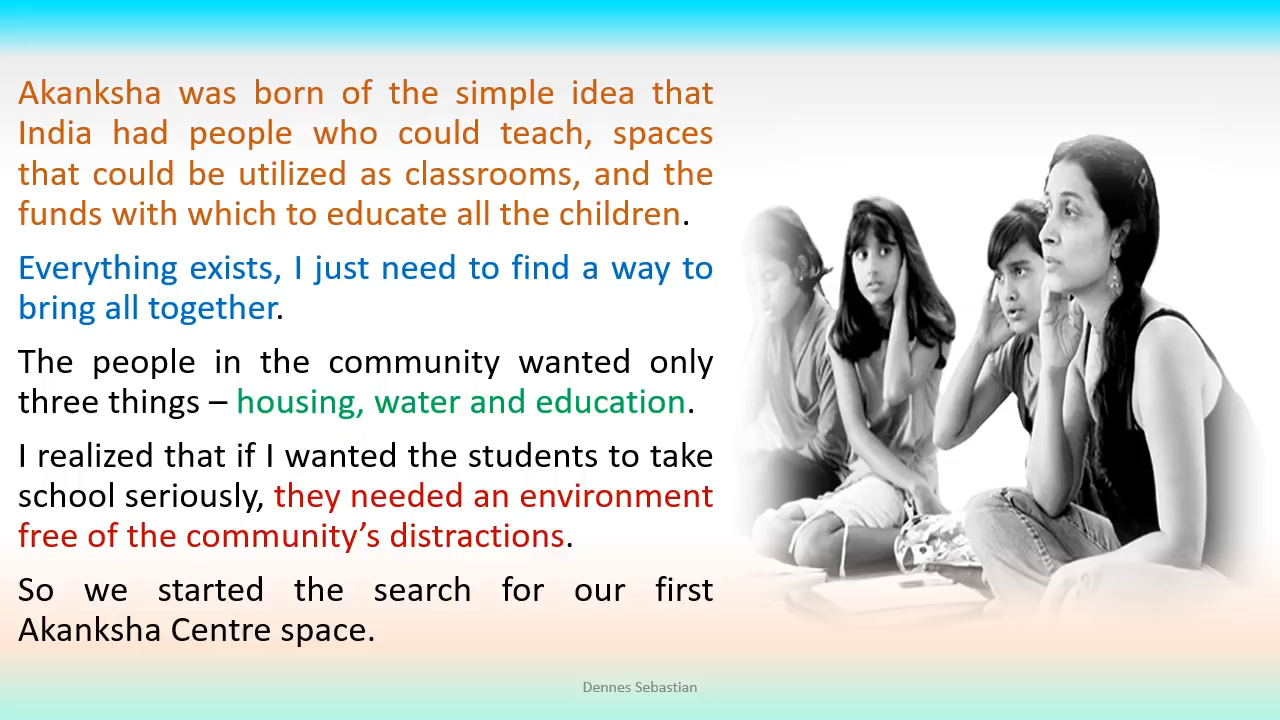 Akanksha was born of the simple idea that
India had people who could teach, spaces
that could be utilized as classrooms, and the
funds with which to educate all the children.
Everything exists, I just need to find a way to
bring all together.
The people in the community wanted only
three things – housing, water and education.
I realized that if I wanted the students to take
school seriously, they needed an environment
free of the community’s distractions.
So we started the search for our first
Akanksha Centre space.
Dennes Sebastian